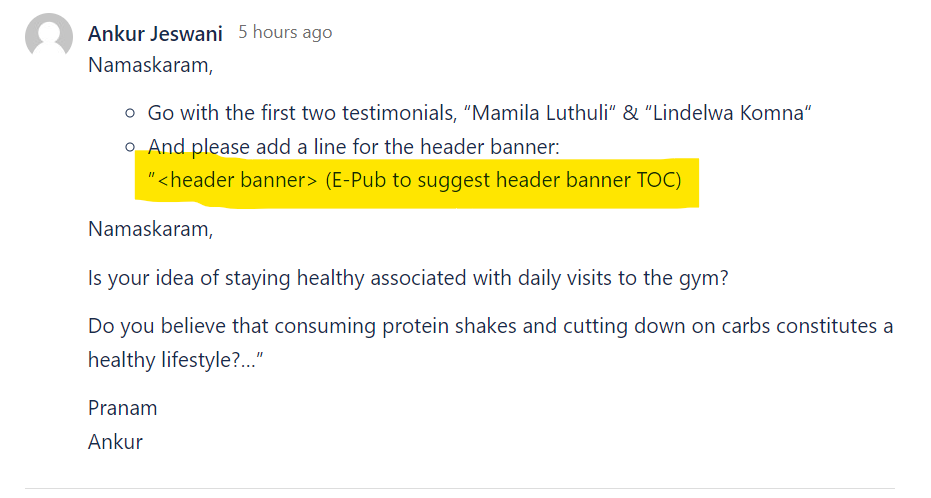 Ankur Jeswani 5 hours ago
Namaskaram,
Go with the first two testimonials, “Mamila Luthuli“ & “Lindelwa Komna“
And please add a line for the header banner:
”<header banner> (E-Pub to suggest header banner TOC)
Namaskaram,
Is your idea of staying healthy associated with daily visits to the gym?
Do you believe that consuming protein shakes and cutting down on carbs constitutes a
healthy lifestyle?...”
Pranam
Ankur